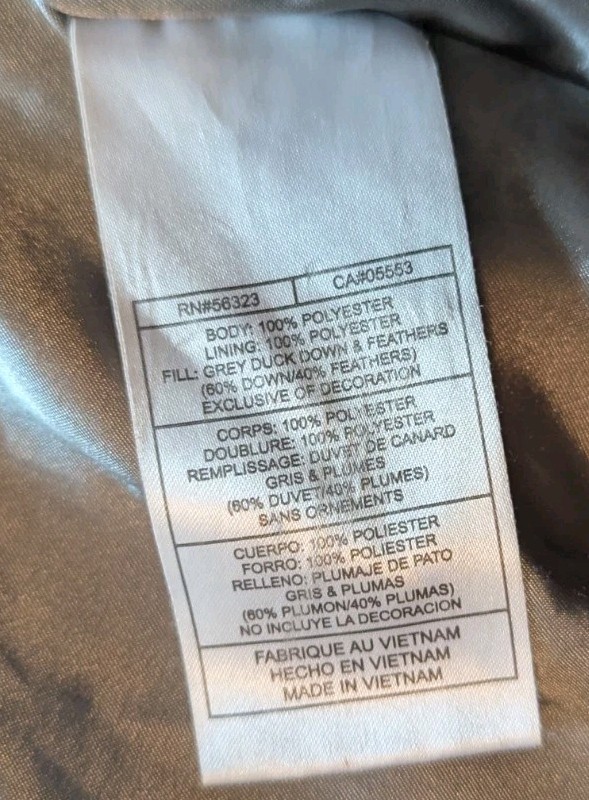 RN#56323 CA#05553
BODY: 100% POLYESTER
LINING: 100% POLYESTER
FILL: GREY DUCK DOWN & FEATHERS
(60% DOWN/40% FEATHERS)
EXCLUSIVE OF DECORATION
CORPS: 100% POLYESTER
DOUBLURE: 100% POLYESTER
REMPLISSAGE: DUVET DE CANARD
GRIS & PLUMES
(60% DUVET/40% PLUMES)
SANS ORNEMENTS
CUERPO: 100% POLIESTER
FORRO: 100% POLIESTER
RELLENO: PLUMAJE DE PATO
GRIS & PLUMAS
(60% PLUMON/40% PLUMAS)
NO INCLUYE LA DECORACION
FABRIQUE AU VIETNAM
HECHO EN VIETNAM
MADE IN VIETNAM